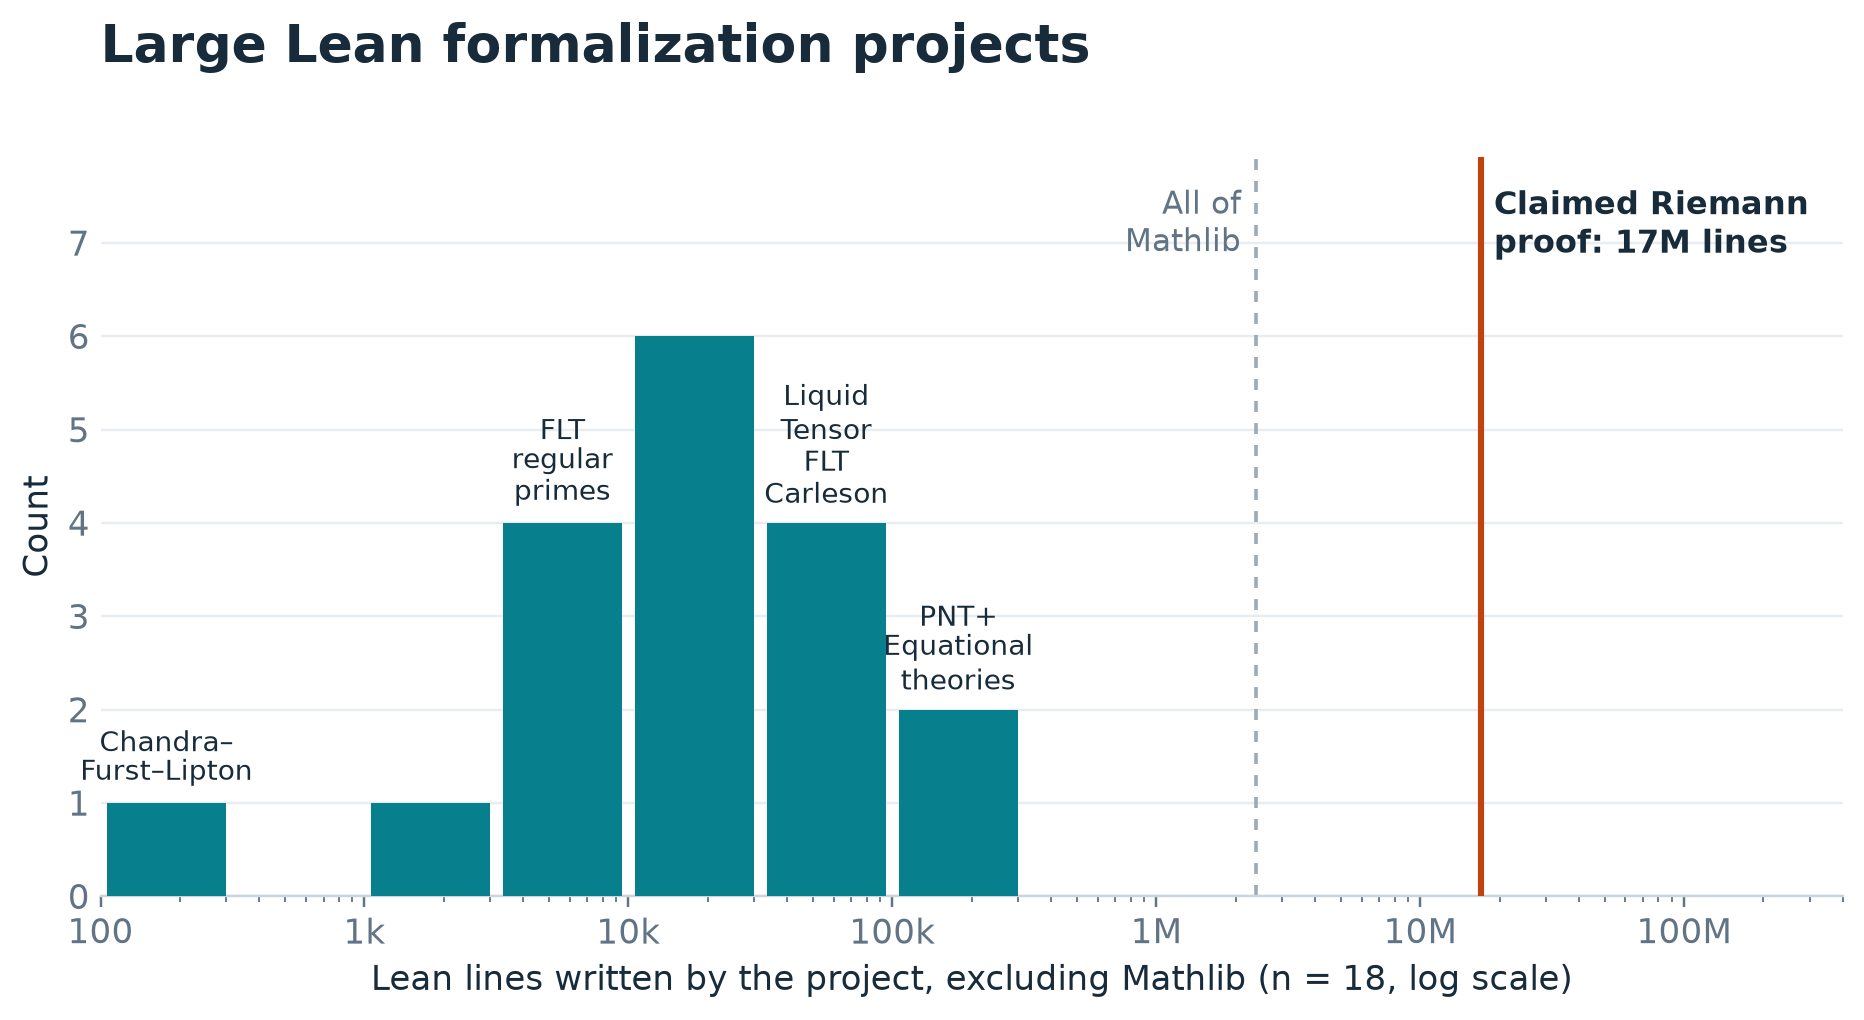 Large Lean formalization projects
All of
Mathlib
Claimed Riemann
proof: 17M lines
7
6
5
4
3
2
1
0
Count
Chandra–
Furst–Lipton
FLT
regular
primes
Liquid
Tensor
FLT
Carleson
PNT+
Equational
theories
100
1k
10k
100k
1M
10M
100M
Lean lines written by the project, excluding Mathlib (n = 18, log scale)